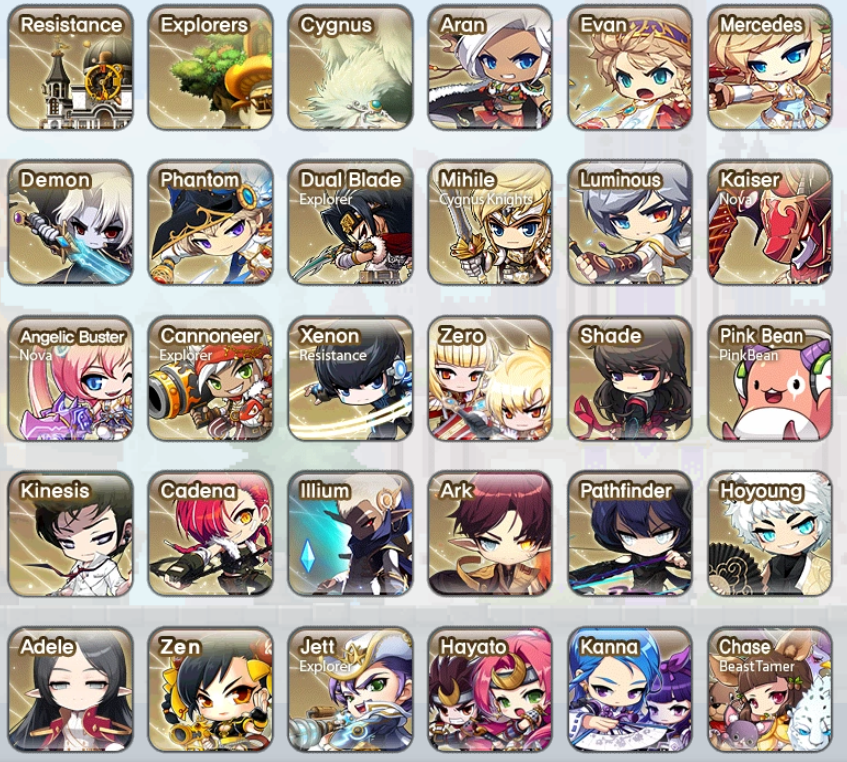 Resistance
Explorers
Cygnus
Aran
Evan
Mercedes
Demon
Phantom
Dual Blade
Explorer
Mihile
Cygnus Knights
Luminous
Kaiser
Nova
Angelic Buster
Nova
Cannoneer
Explorer
Xenon
Resistance
Zero
Shade
Pink Bean
PinkBean
Kinesis
Cadena
Illium
Ark
Pathfinder
Hoyoung
Adele
Zen
Jett
Explorer
Hayato
Kanna
Chase
BeastTamer